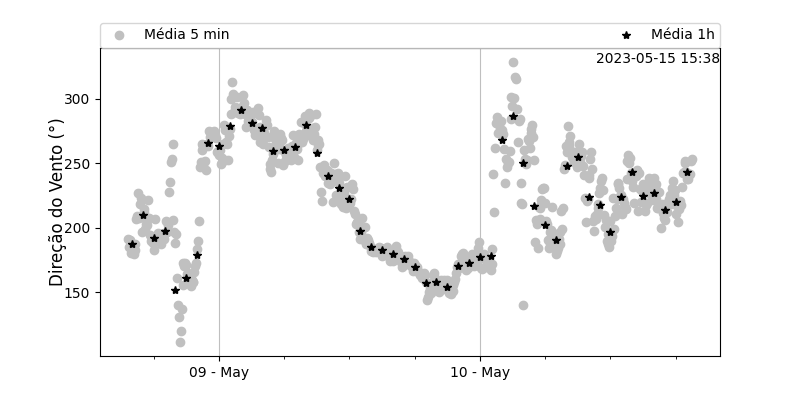 Média 5 min
Média 1h
2023-05-15 15:38
Direção do Vento (°)
300
250
200
150
09 - May
10 - May